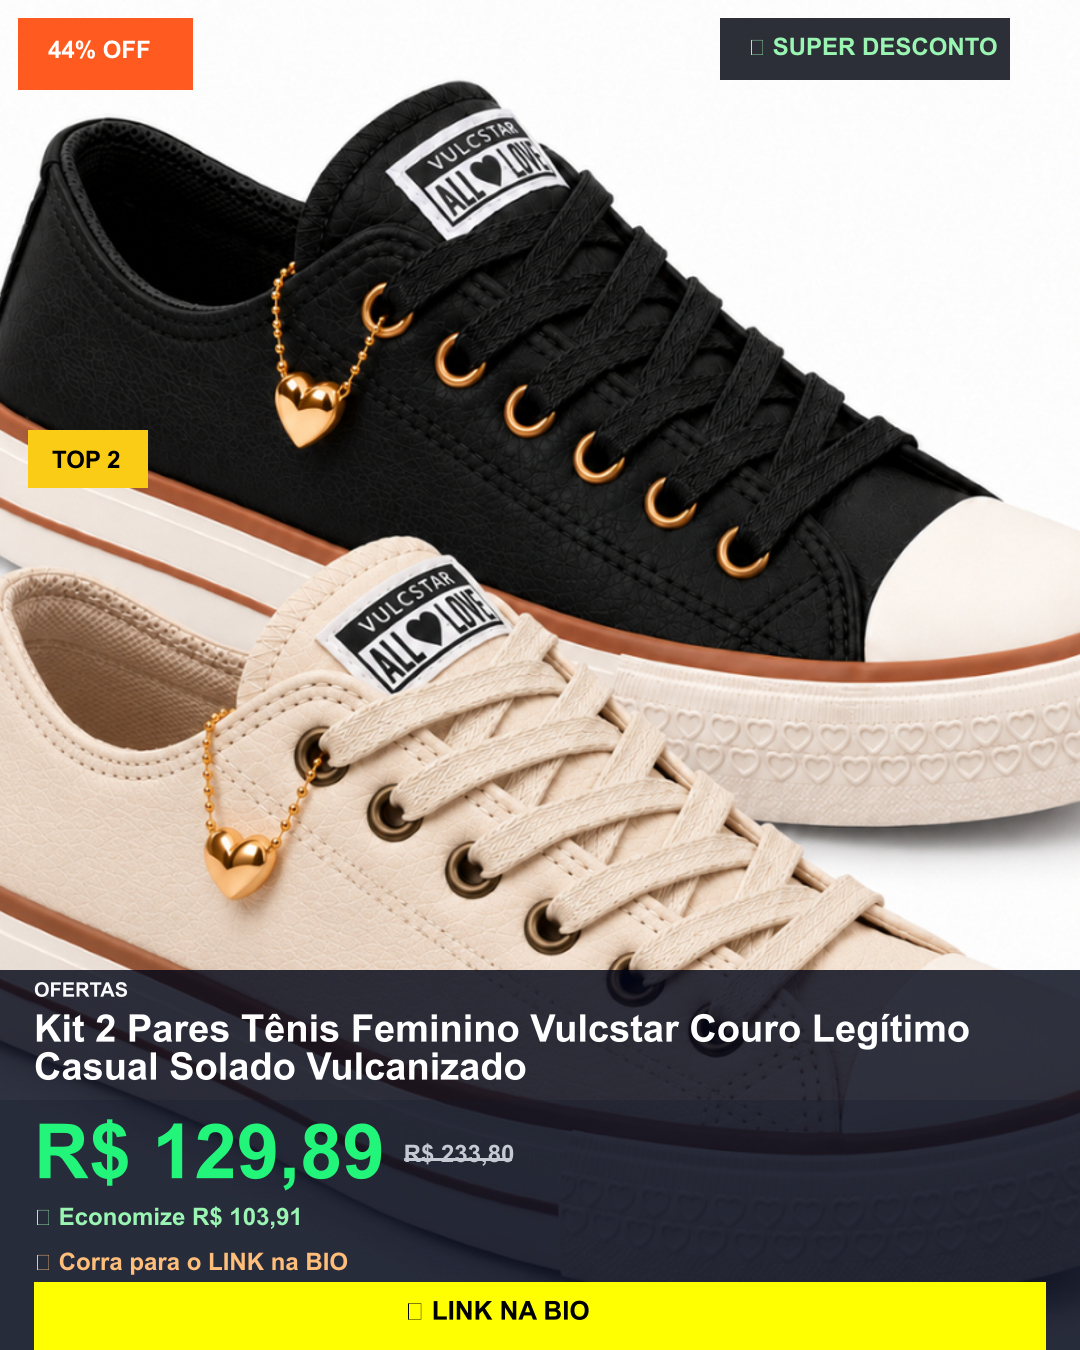 44% OFF
SUPER DESCONTO
VULCSTAR
ALL LOVE
TOP 2
VULCSTAR
ALL LOVE
OFERTAS
Kit 2 Pares Tênis Feminino Vulcstar Couro Legítimo
Casual Solado Vulcanizado
R$ 129,89 R$ 233,80
Economize R$ 103,91
Corra para o LINK na BIO
LINK NA BIO